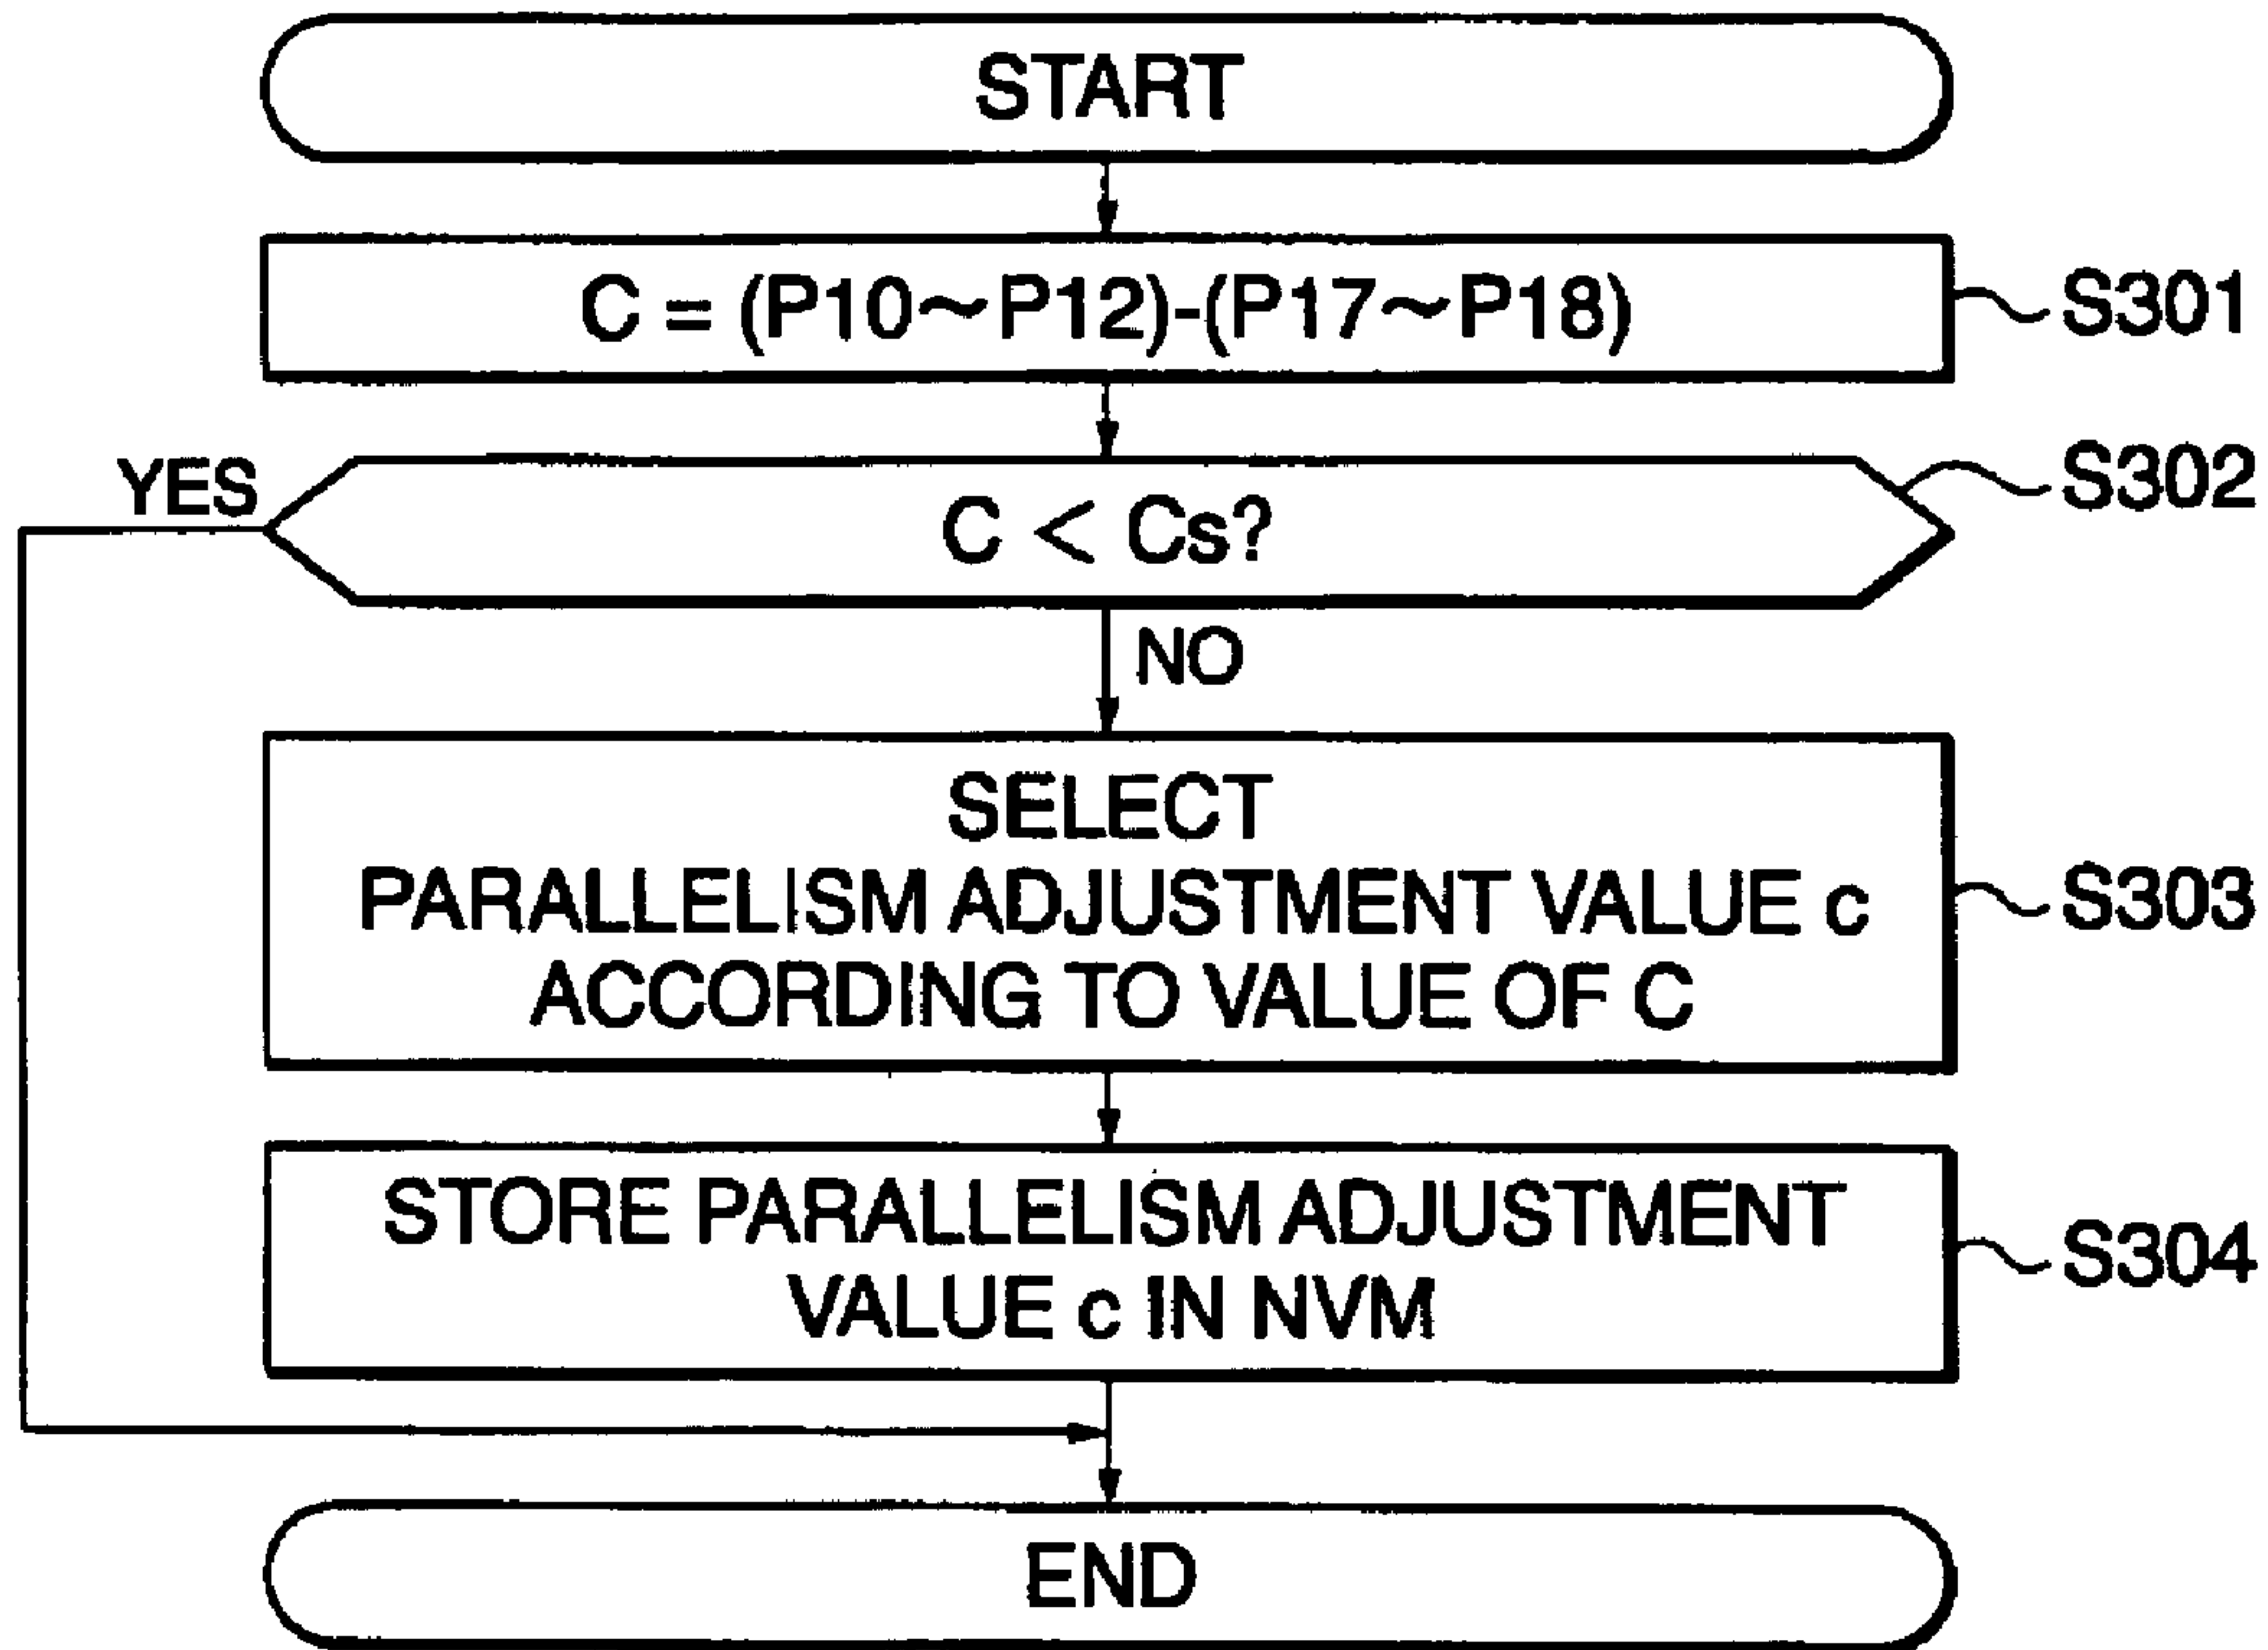 START
C = (P10~P12)-(P17~P18)
S301
YES
C < Cs?
S302
NO
SELECT
PARALLELISM ADJUSTMENT VALUE c
ACCORDING TO VALUE OF C
S303
STORE PARALLELISM ADJUSTMENT
VALUE c IN NVM
S304
END